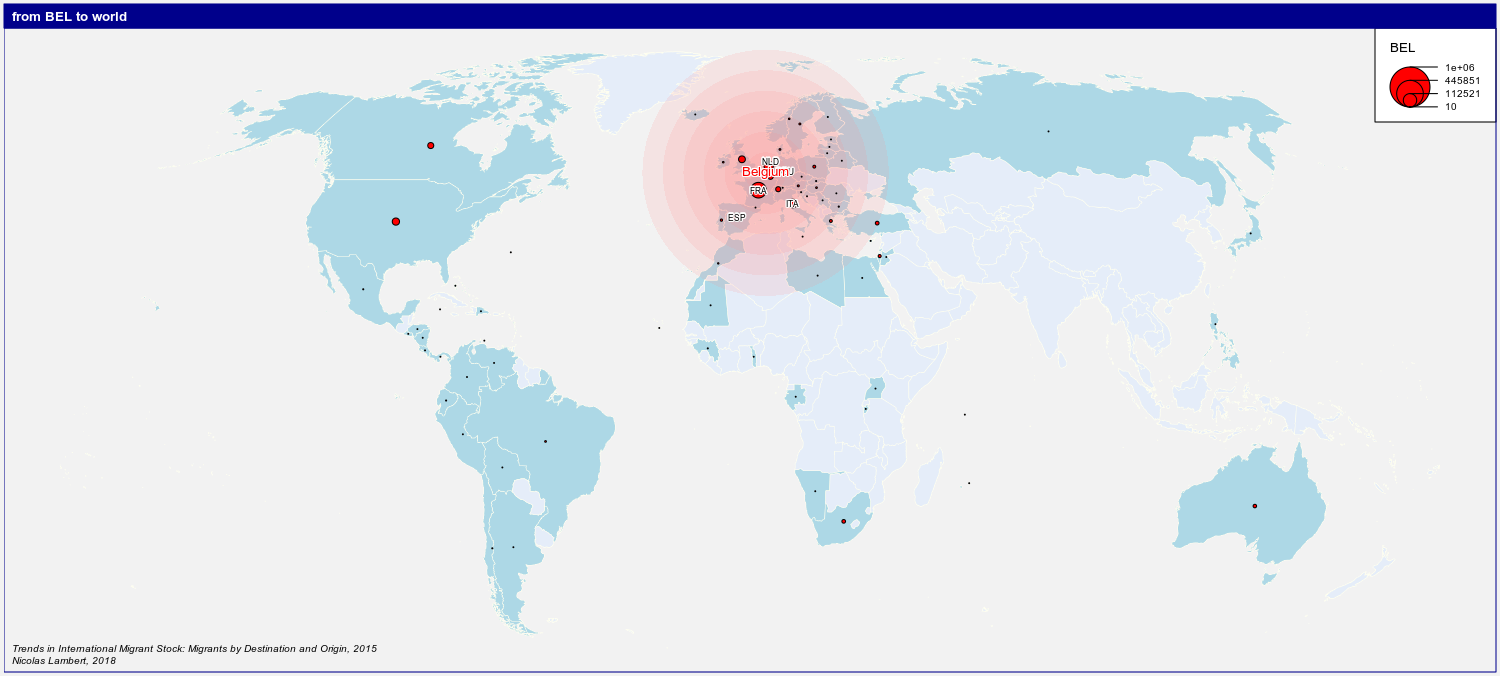 from BEL to world
BEL
1e+06
445851
112521
10
NLD
Belgium
FRA
ITA
ESP
Trends in International Migrant Stock: Migrants by Destination and Origin, 2015
Nicolas Lambert, 2018